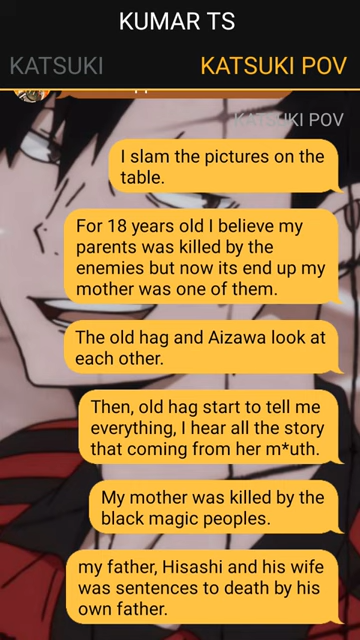 KUMAR TS
KATSUKI
KATSUKI POV
KATSUKI POV
I slam the pictures on the
table.
For 18 years old I believe my
parents was killed by the
enemies but now its end up my
mother was one of them.
The old hag and Aizawa look at
each other.
Then, old hag start to tell me
everything, I hear all the story
that coming from her m*uth.
My mother was killed by the
black magic peoples.
my father, Hisashi and his wife
was sentences to death by his
own father.